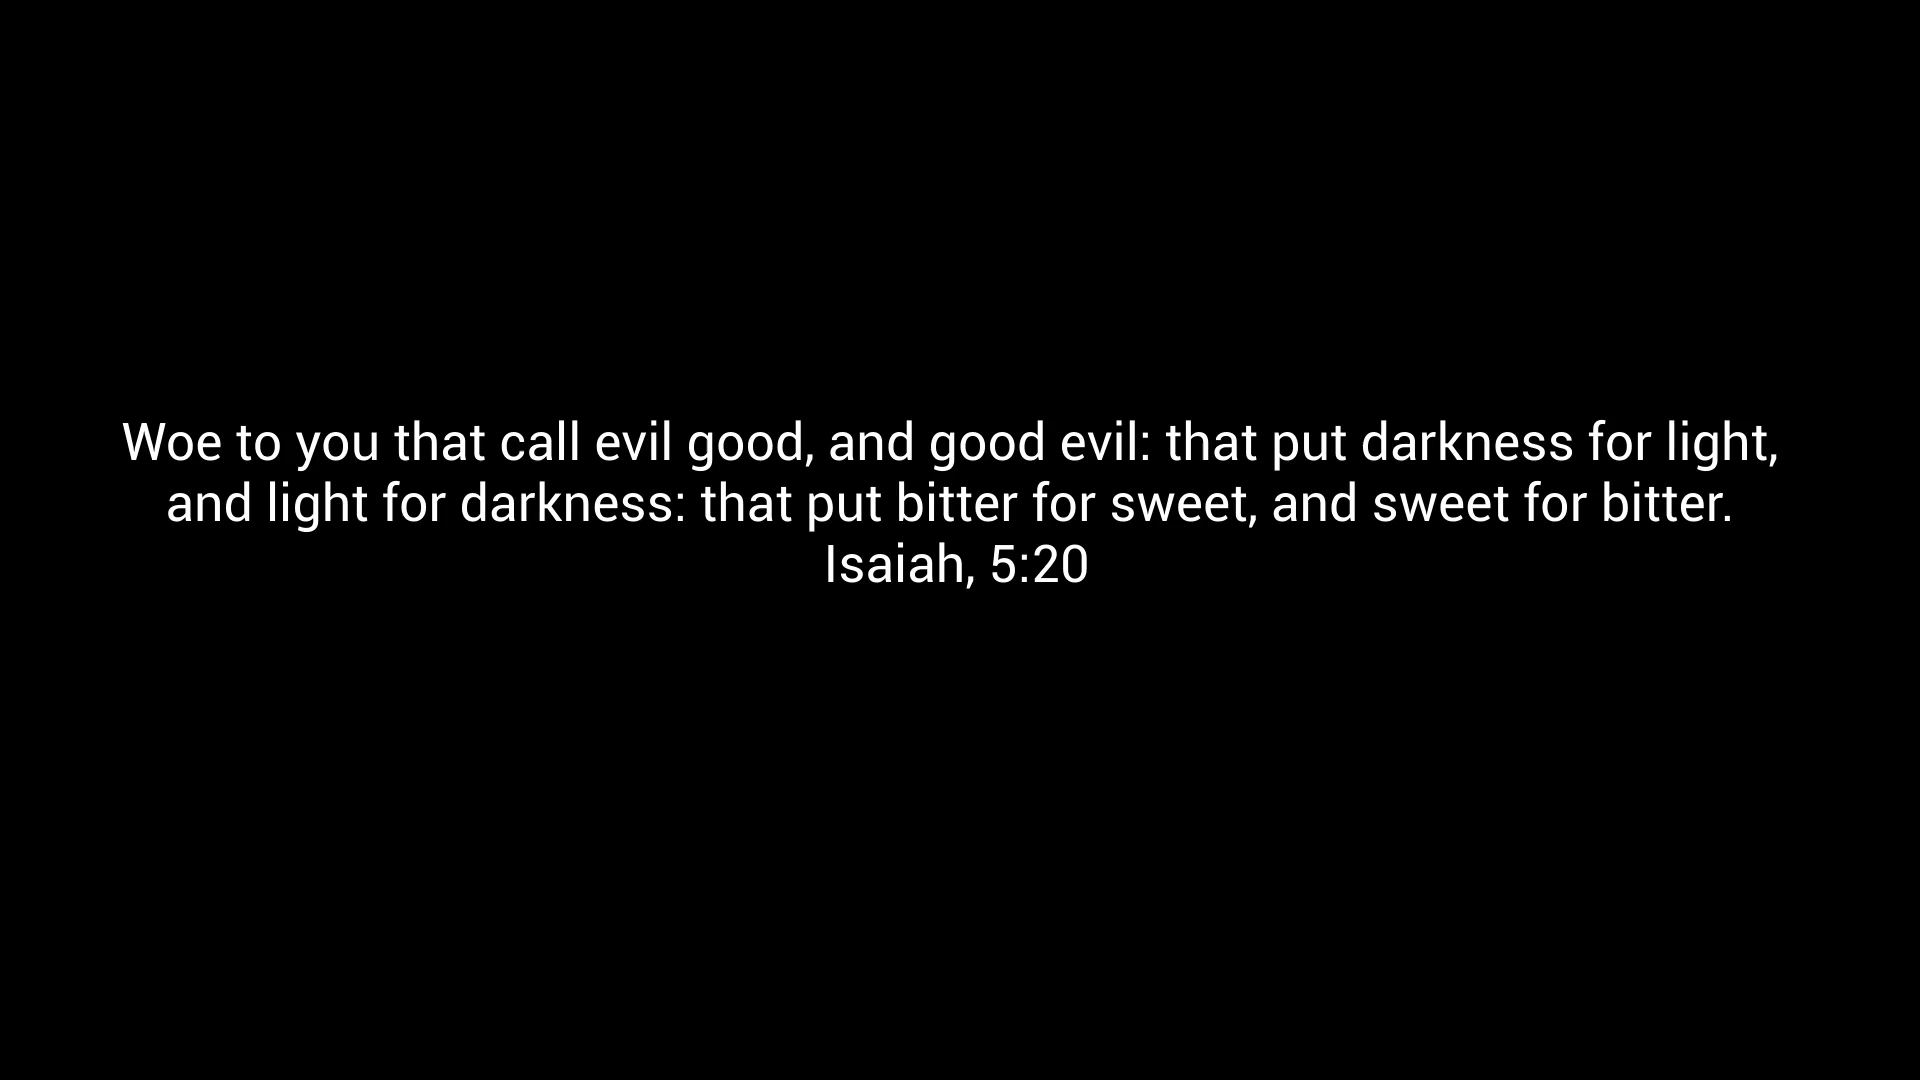 Woe to you that call evil good, and good evil: that put darkness for light,
and light for darkness: that put bitter for sweet, and sweet for bitter.
Isaiah, 5:20